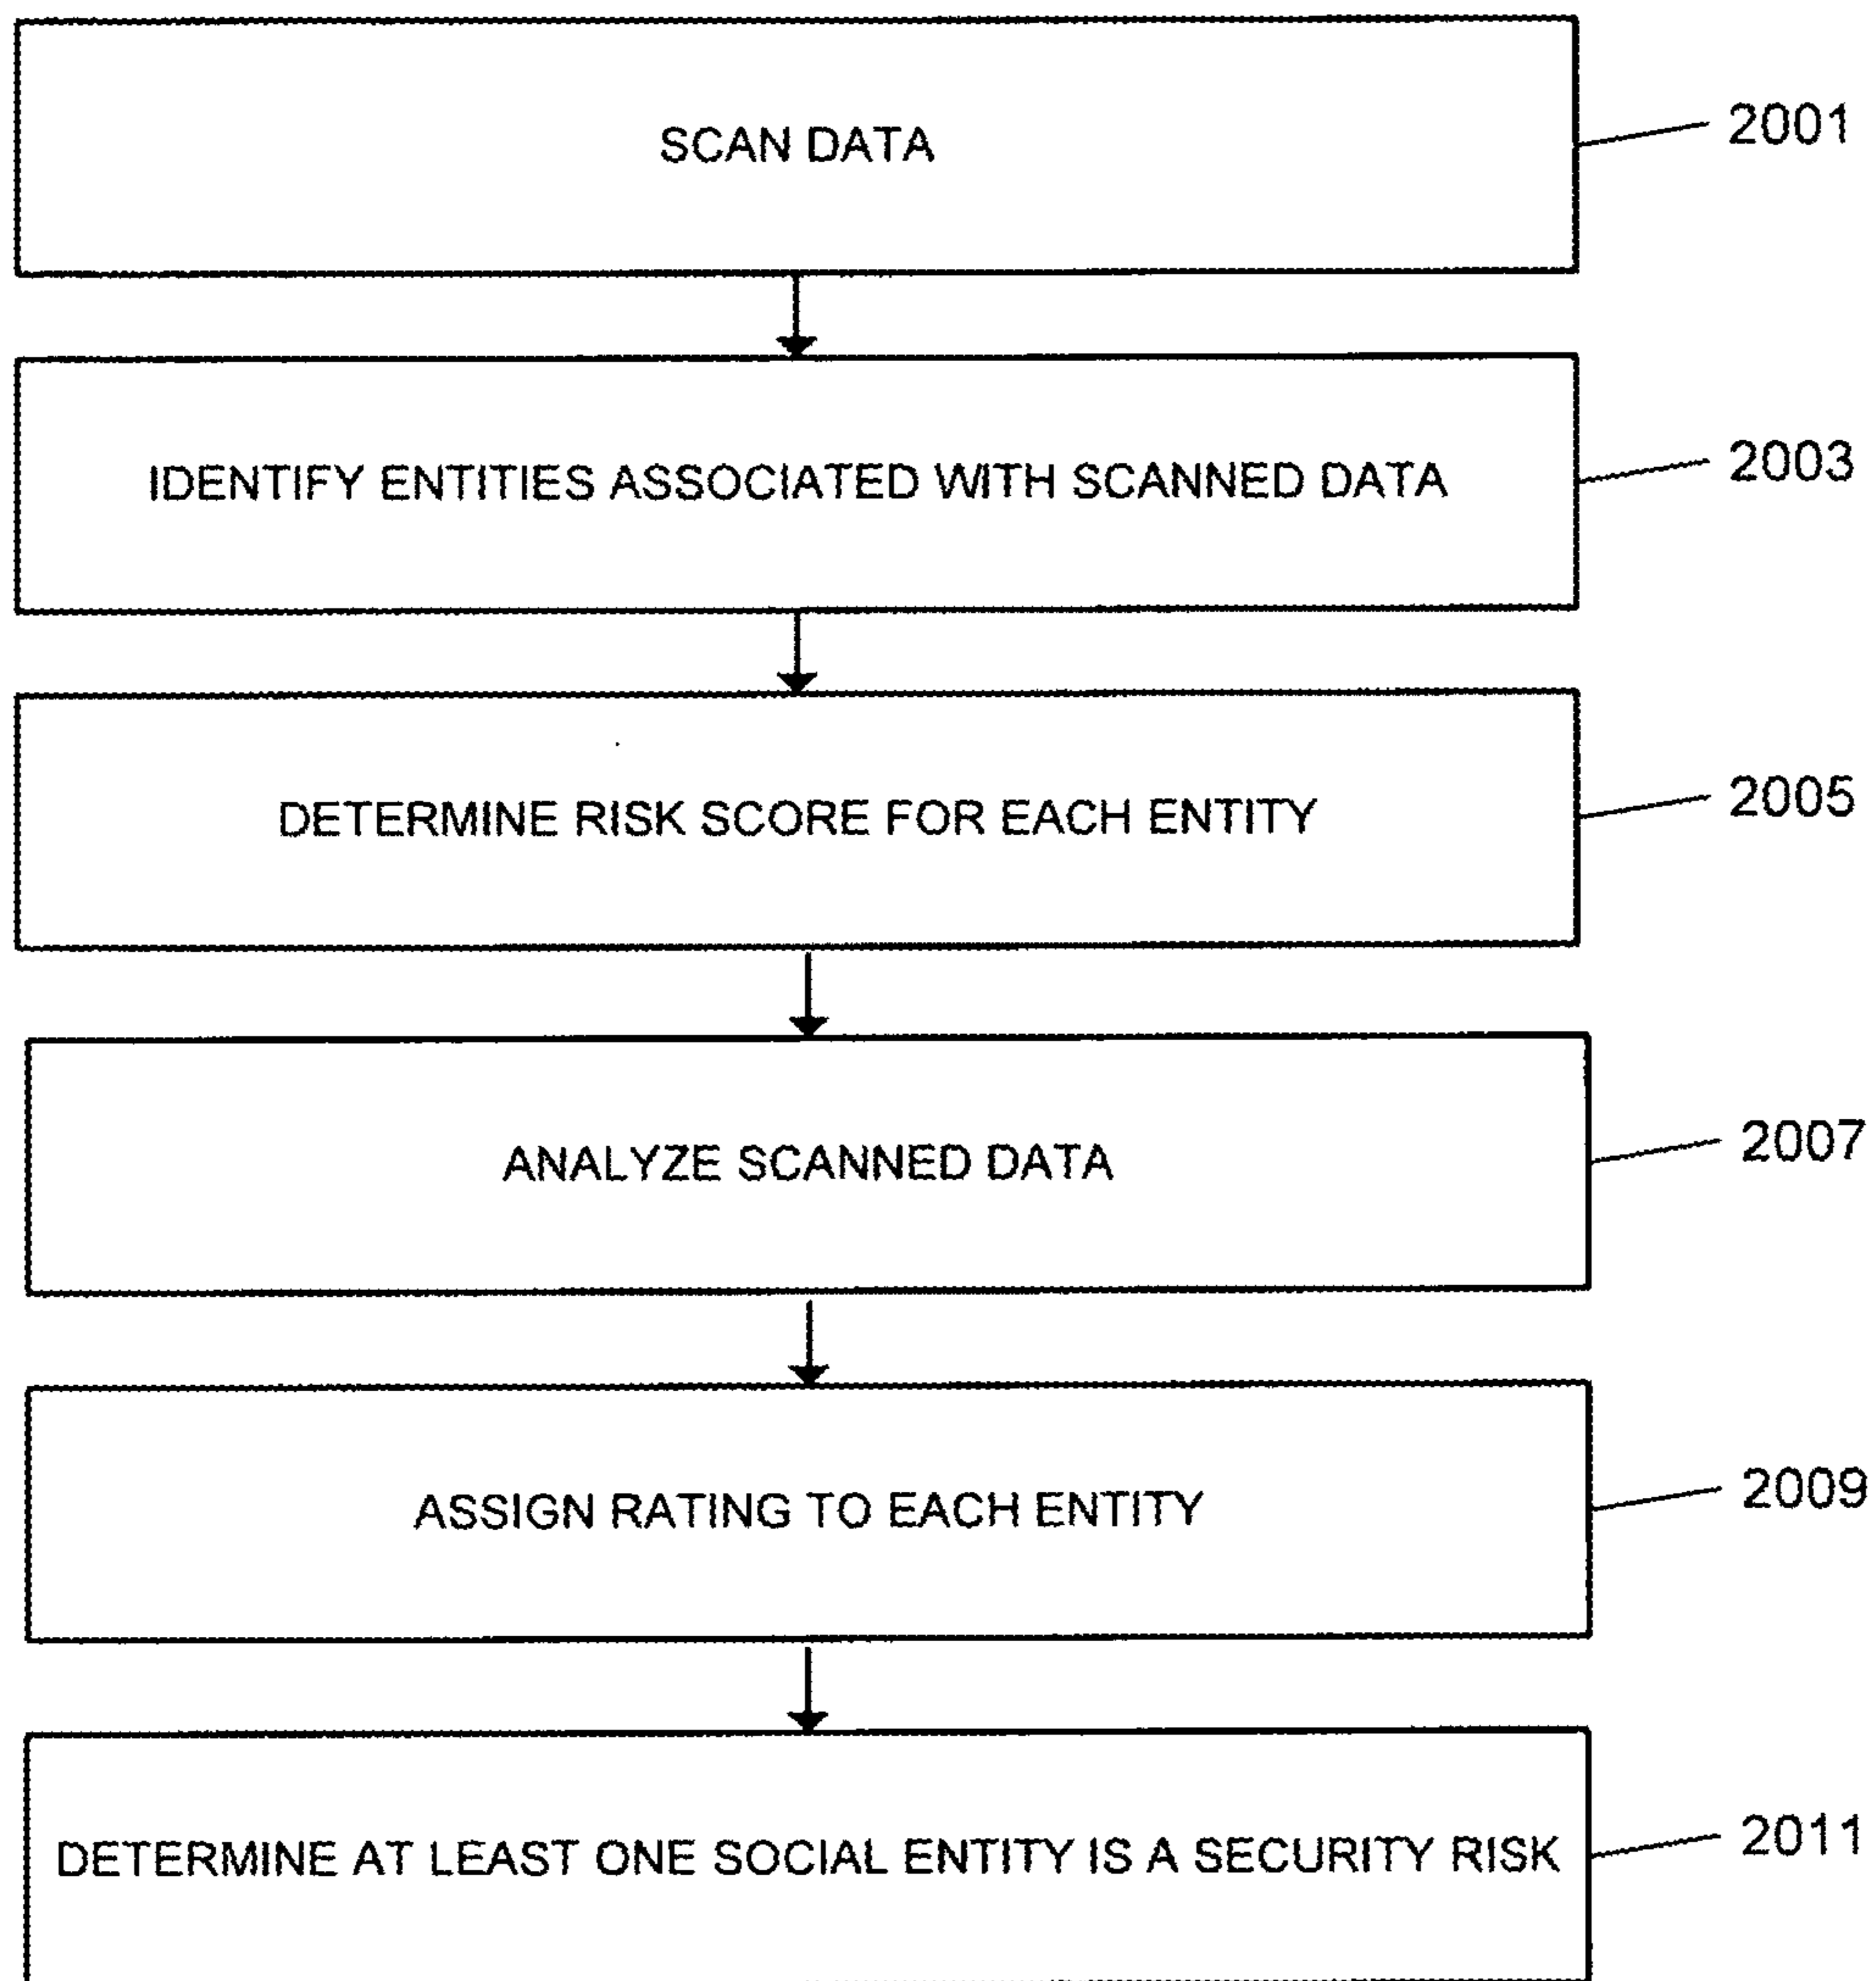 SCAN DATA
2001
IDENTIFY ENTITIES ASSOCIATED WITH SCANNED DATA
2003
DETERMINE RISK SCORE FOR EACH ENTITY
2005
ANALYZE SCANNED DATA
2007
ASSIGN RATING TO EACH ENTITY
2009
DETERMINE AT LEAST ONE SOCIAL ENTITY IS A SECURITY RISK
2011